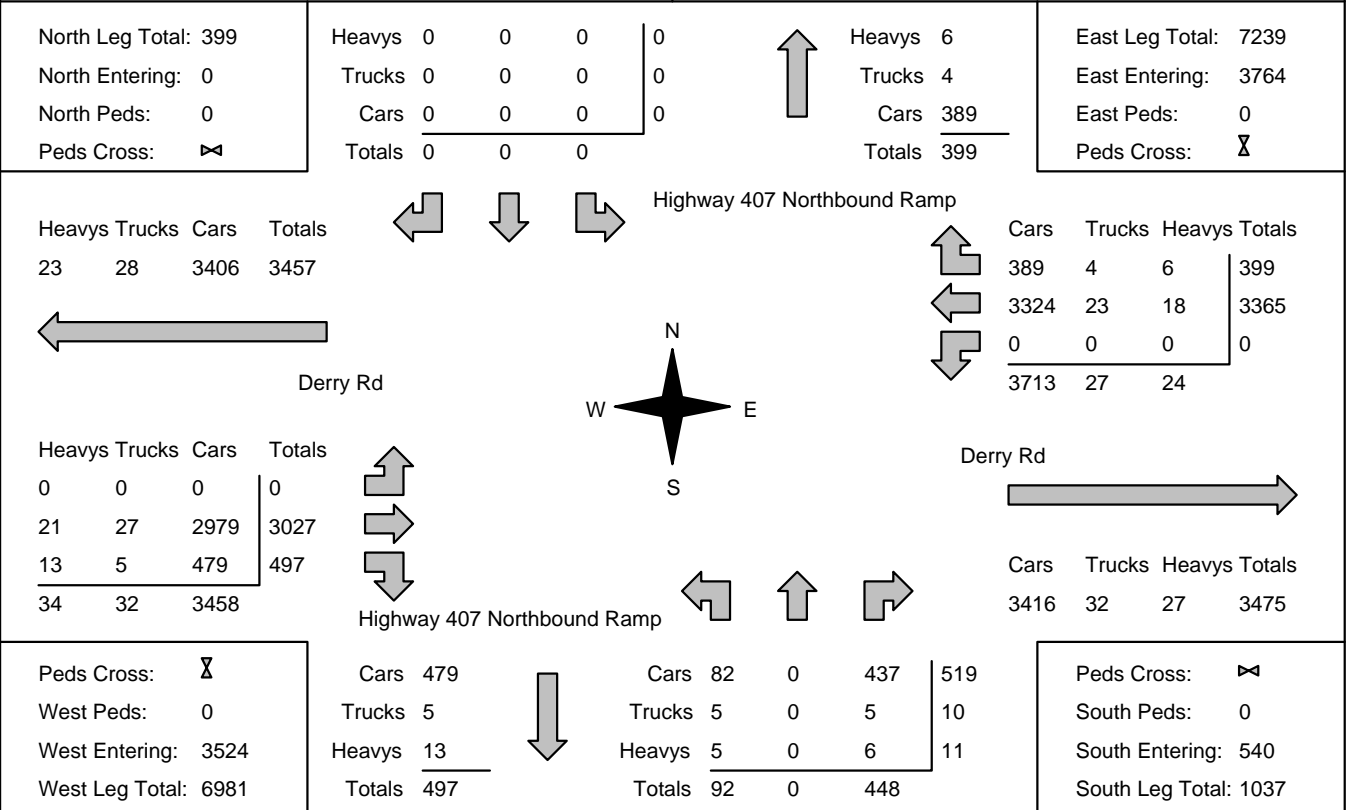 North Leg Total: 399
North Entering: 0
North Peds: 0
Peds Cross:
Heavys 0 0 0 0
Trucks 0 0 0 0
Cars 0 0 0 0
Totals 0 0 0
Heavys 6
Trucks 4
Cars 389
Totals 399
East Leg Total: 7239
East Entering: 3764
East Peds: 0
Peds Cross:
Highway 407 Northbound Ramp
Heavys Trucks Cars Totals
23 28 3406 3457
Cars Trucks Heavys Totals
389 4 6 399
3324 23 18 3365
0 0 0 0
3713 27 24
Derry Rd
N
W E
S
Heavys Trucks Cars Totals
0 0 0 0
21 27 2979 3027
13 5 479 497
34 32 3458
Derry Rd
Cars Trucks Heavys Totals
3416 32 27 3475
Highway 407 Northbound Ramp
Peds Cross:
West Peds: 0
West Entering: 3524
West Leg Total: 6981
Cars 479
Trucks 5
Heavys 13
Totals 497
Cars 82 0 437 519
Trucks 5 0 5 10
Heavys 5 0 6 11
Totals 92 0 448
Peds Cross:
South Peds: 0
South Entering: 540
South Leg Total: 1037